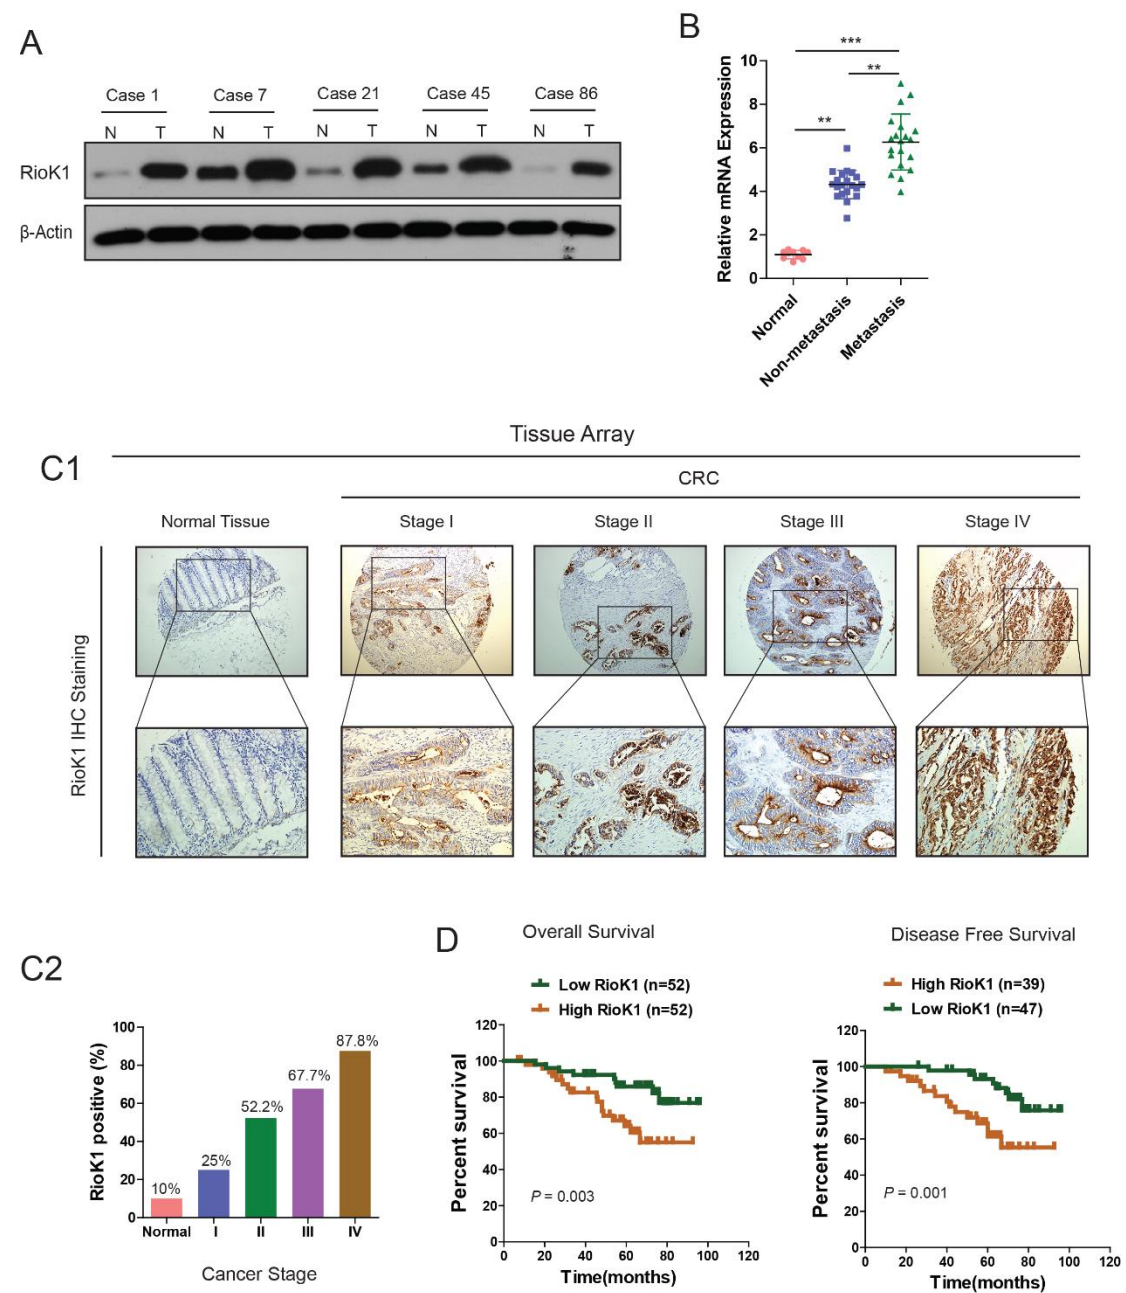 A
Case 1 Case 7 Case 21 Case 45 Case 86
N T N T N T N T N T
RioK1
β-Actin
B
Relative mRNA Expression
10
8
6
4
2
0
***
**
**
Normal
Non-metastasis
Metastasis
C1
Tissue Array
CRC
Normal Tissue Stage I Stage II Stage III Stage IV
RioK1 IHC Staining
C2
RioK1 positive (%)
100
80
60
40
20
0
10%
25%
52.2%
67.7%
87.8%
Normal I II III IV
Cancer Stage
D
Overall Survival
Low RioK1 (n=52)
High RioK1 (n=52)
Percent survival
120
100
80
60
40
20
0
P = 0.003
0 20 40 60 80 100 120
Time(months)
Disease Free Survival
High RioK1 (n=39)
Low RioK1 (n=47)
Percent survival
120
100
80
60
40
20
0
P = 0.001
0 20 40 60 80 100 120
Time(months)